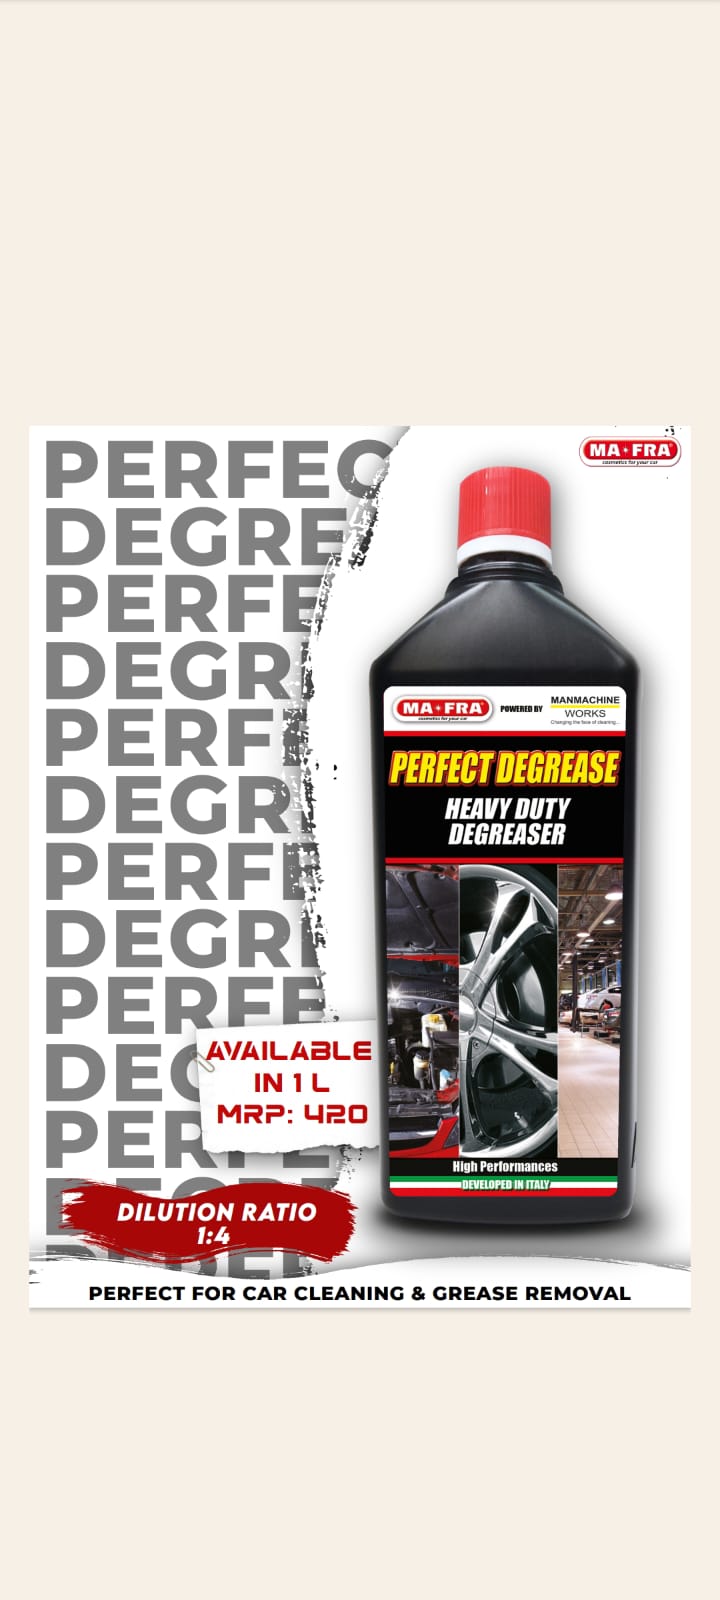 PERFEC
DEGRE
PERFE
DEGR
PERFE
DEGR
PERFE
DEGR
PERFE
DEG
PERFE
MA-FRA®
cosmetics for your car
MA-FRA®
cosmetics for your car
POWERED BY
MANMACHINE
WORKS
Changing the face of cleaning...
PERFECT DEGREASE
HEAVY DUTY
DEGREASER
High Performances
DEVELOPED IN ITALY
AVAILABLE
IN 1 L
MRP: 420
DILUTION RATIO
1:4
PERFECT FOR CAR CLEANING & GREASE REMOVAL